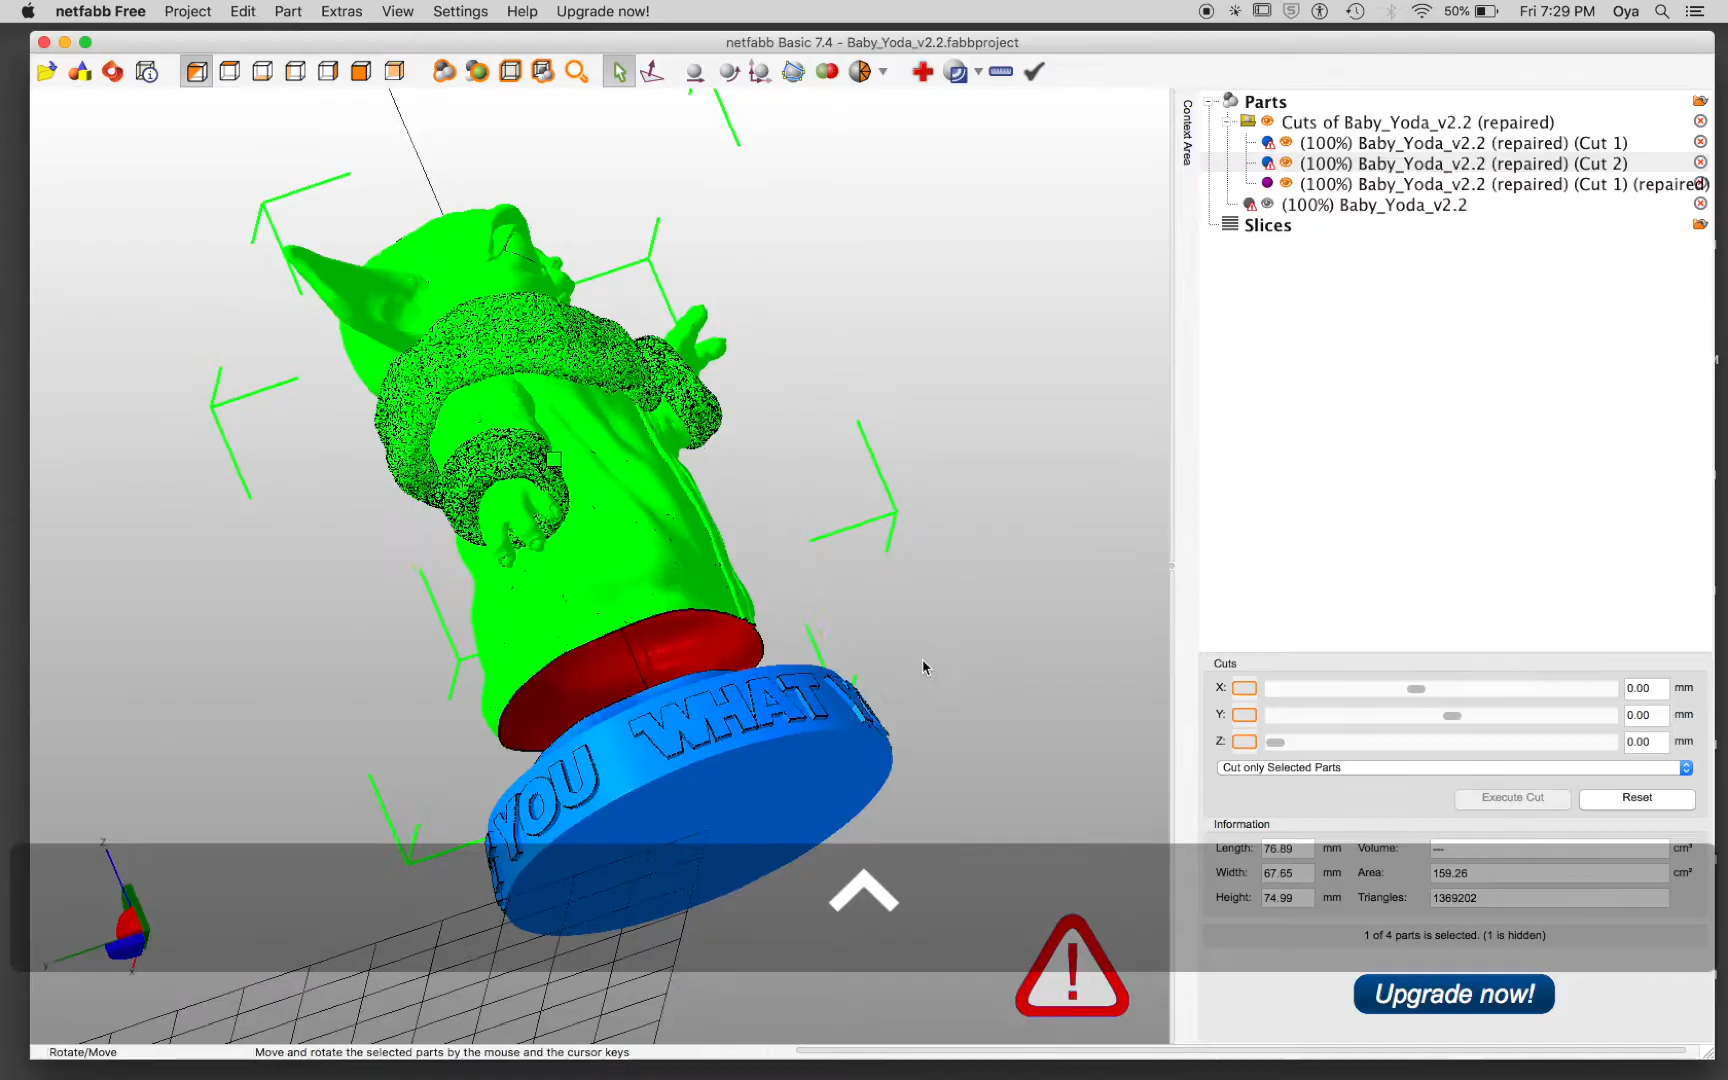 netfabb Free Project Edit Part Extras View Settings Help Upgrade now! 50% Fri 7:29 PM Oya
netfabb Basic 7.4 - Baby_Yoda_v2.2.fabbproject
Context Area
Parts
Cuts of Baby_Yoda_v2.2 (repaired)
(100%) Baby_Yoda_v2.2 (repaired) (Cut 1)
(100%) Baby_Yoda_v2.2 (repaired) (Cut 2)
(100%) Baby_Yoda_v2.2 (repaired) (Cut 1) (repaired)
(100%) Baby_Yoda_v2.2
Slices
YOU WHAT
Cuts
X: 0.00 mm
Y: 0.00 mm
Z: 0.00 mm
Cut only Selected Parts
Execute Cut Reset
Information
Length: 76.89 mm Volume: --- cm³
Width: 67.65 mm Area: 159.26 cm²
Height: 74.99 mm Triangles: 1369202
1 of 4 parts is selected. (1 is hidden)
Upgrade now!
z
y
x
!
Rotate/Move Move and rotate the selected parts by the mouse and the cursor keys